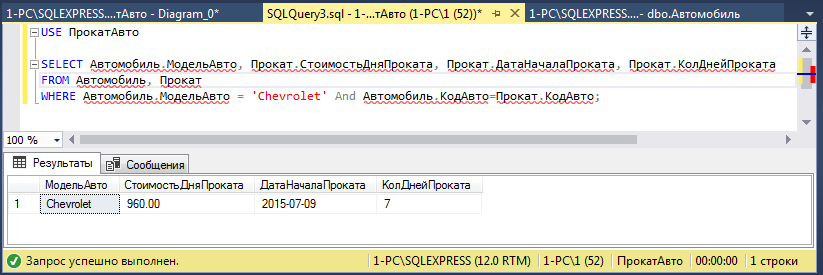 1-PC\SQLEXPRESS....тАвто - Diagram_0* SQLQuery3.sql - 1-...тАвто (1-PC\1 (52))* 1-PC\SQLEXPRESS....- dbo.Автомобиль
USE ПрокатАвто
SELECT Автомобиль.МодельАвто, Прокат.СтоимостьДняПроката, Прокат.ДатаНачалаПроката, Прокат.КолДнейПроката
FROM Автомобиль, Прокат
WHERE Автомобиль.МодельАвто = 'Chevrolet' And Автомобиль.КодАвто=Прокат.КодАвто;
100 %
Результаты Сообщения
МодельАвто СтоимостьДняПроката ДатаНачалаПроката КолДнейПроката
1 Chevrolet 960.00 2015-07-09 7
Запрос успешно выполнен. 1-PC\SQLEXPRESS (12.0 RTM) 1-PC\1 (52) ПрокатАвто 00:00:00 1 строки